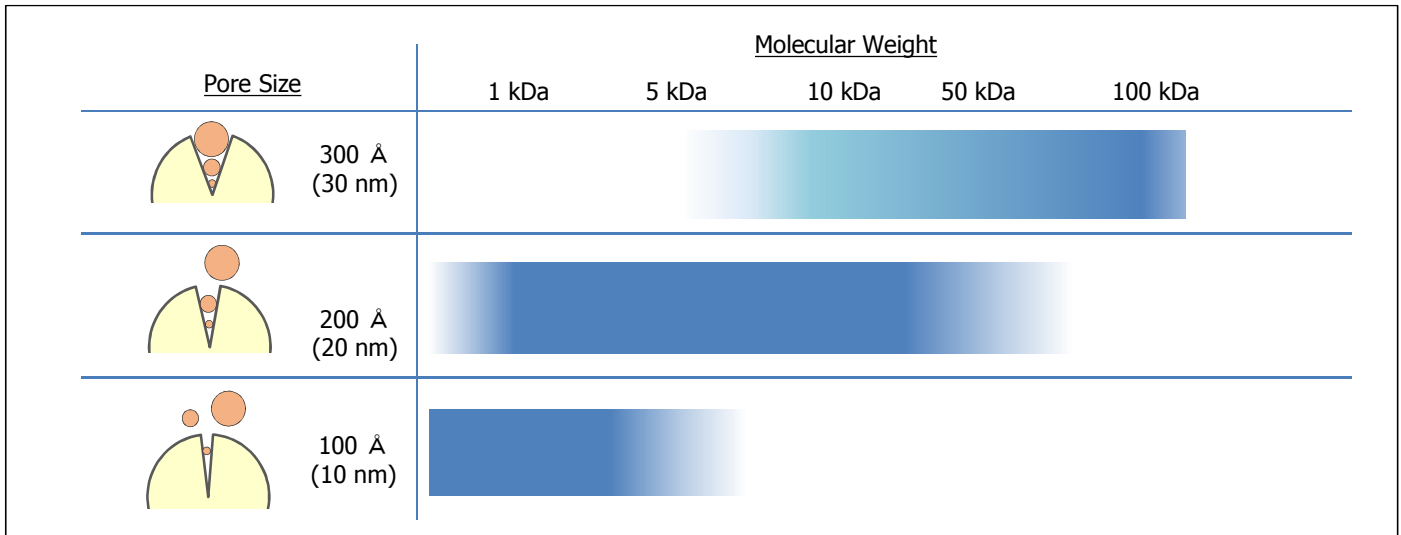 Molecular Weight
Pore Size
1 kDa 5 kDa 10 kDa 50 kDa 100 kDa
300 Å
(30 nm)
200 Å
(20 nm)
100 Å
(10 nm)